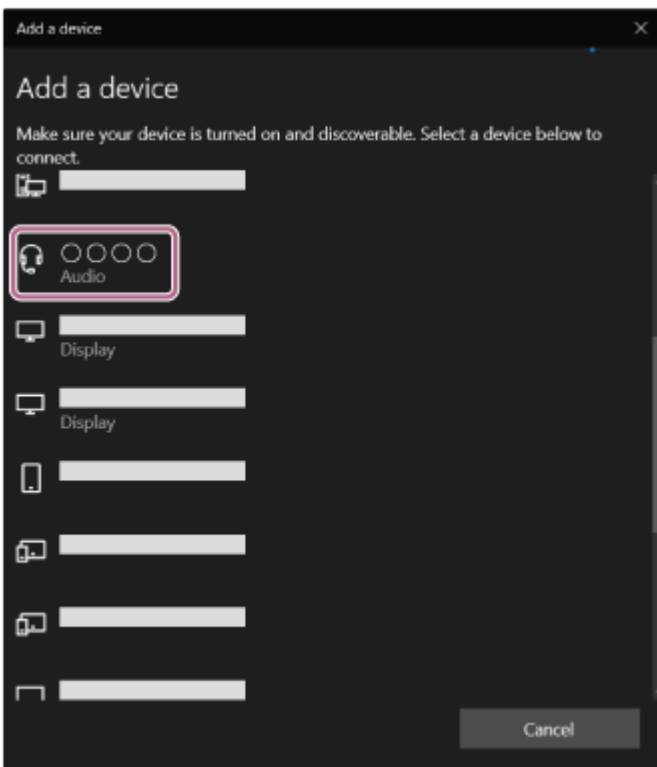 Add a device
Add a device
Make sure your device is turned on and discoverable. Select a device below to
connect.
○○○○
Audio
Display
Display
Cancel